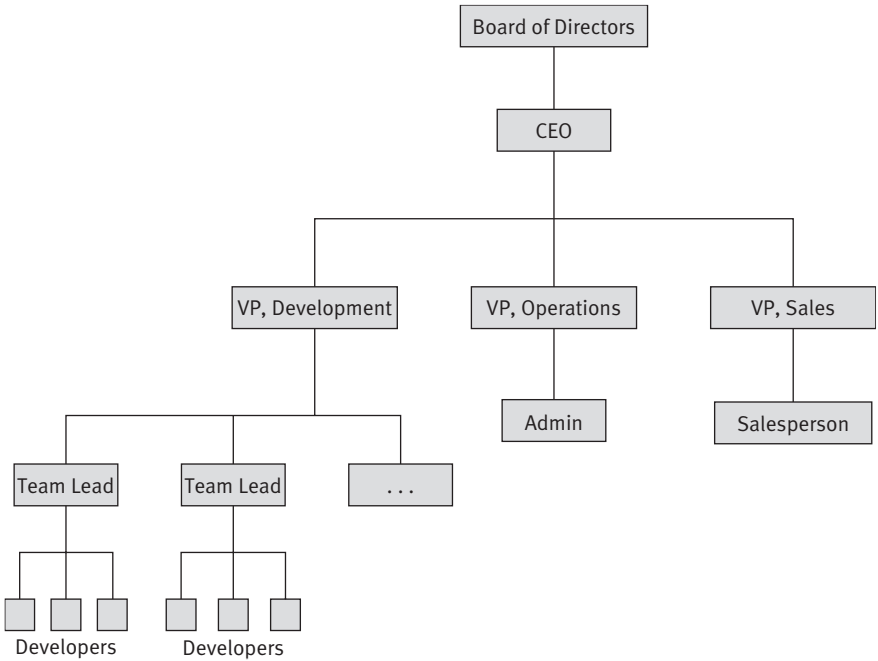 Board of Directors
CEO
VP, Development
VP, Operations
VP, Sales
Admin
Salesperson
Team Lead
Team Lead
. . .
Developers
Developers